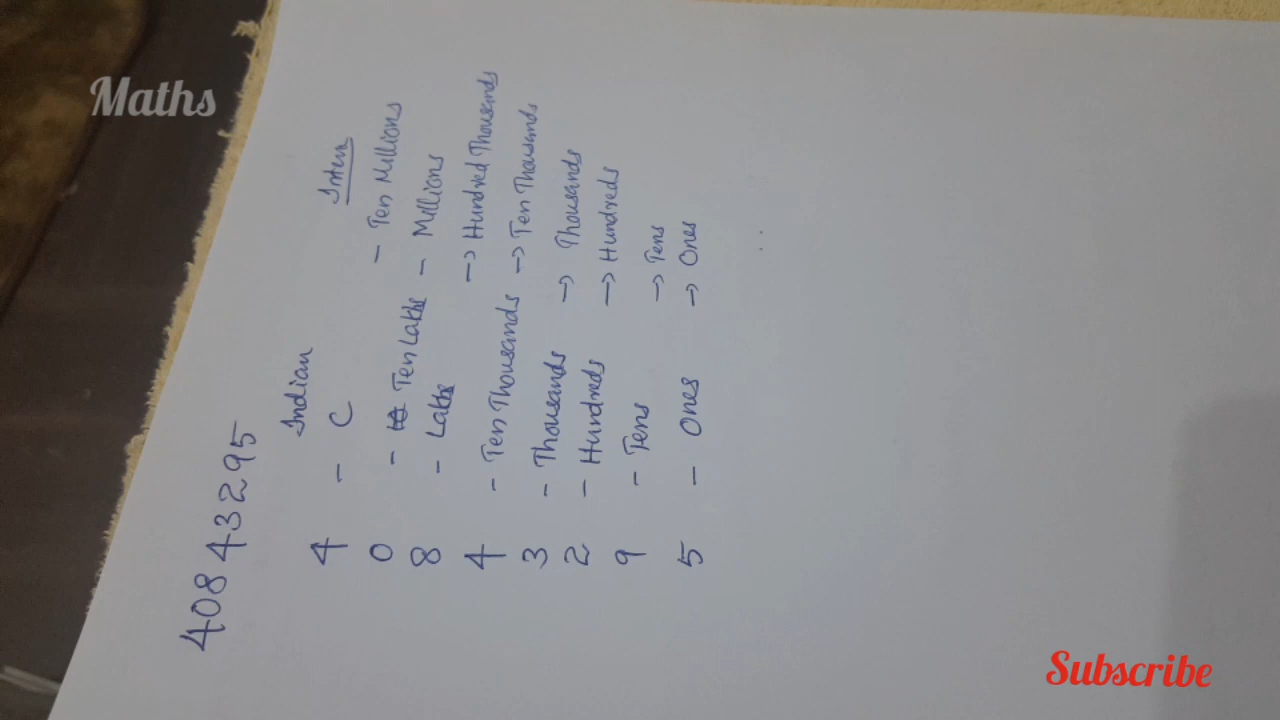 Maths
40843295
Indian Intern
4 - C - Ten Millions
0 - Ten Lakhs - Millions
8 - Lakhs -> Hundred Thousands
4 - Ten Thousands -> Ten Thousands
3 - Thousands -> Thousands
2 - Hundreds -> Hundreds
9 - Tens -> Tens
5 - Ones -> Ones
Subscribe